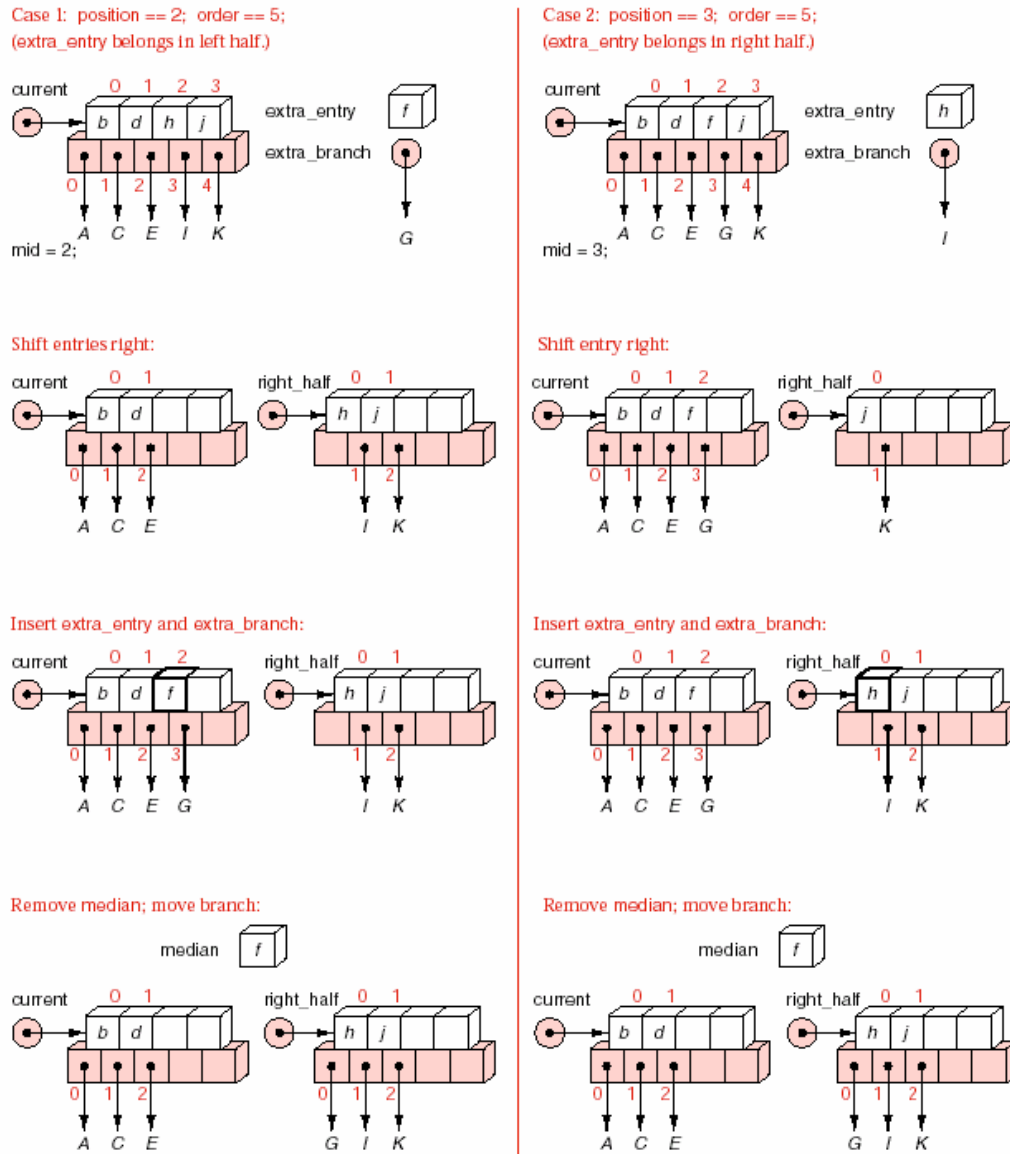 Case 1: position == 2; order == 5;
(extra_entry belongs in left half.)
0 1 2 3
current
b d h j
extra_entry
f
extra_branch
0 1 2 3 4
A C E I K
G
mid = 2;
Shift entries right:
0 1
current
b d
0 1
right_half
h j
0 1 2
1 2
A C E
I K
Insert extra_entry and extra_branch:
0 1 2
current
b d f
0 1
right_half
h j
0 1 2 3
1 2
A C E G
I K
Remove median; move branch:
median
f
0 1
current
b d
0 1
right_half
h j
0 1 2
0 1 2
A C E
G I K
Case 2: position == 3; order == 5;
(extra_entry belongs in right half.)
0 1 2 3
current
b d f j
extra_entry
h
extra_branch
0 1 2 3 4
A C E G K
I
mid = 3;
Shift entry right:
0 1 2
current
b d f
0
right_half
j
0 1 2 3
1
A C E G
K
Insert extra_entry and extra_branch:
0 1 2
current
b d f
0 1
right_half
h j
0 1 2 3
1 2
A C E G
I K
Remove median; move branch:
median
f
0 1
current
b d
0 1
right_half
h j
0 1 2
0 1 2
A C E
G I K